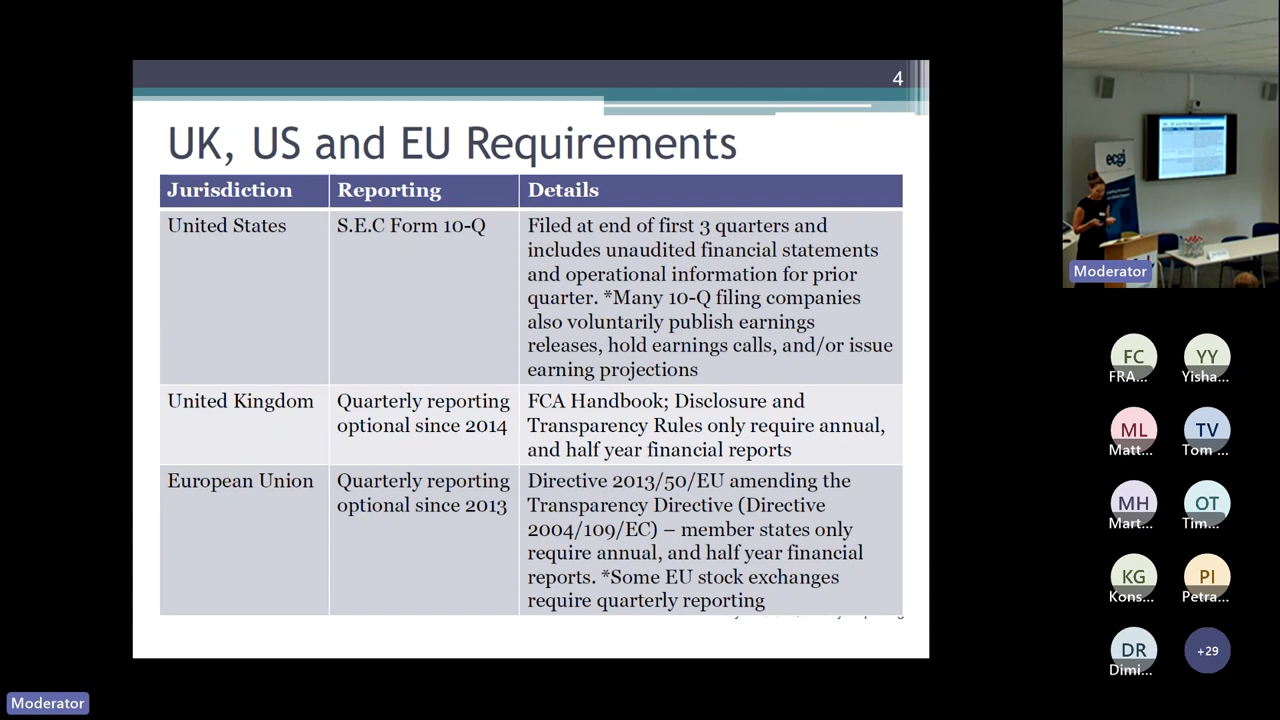 4
UK, US and EU Requirements
Jurisdiction
Reporting
Details
United States
S.E.C Form 10-Q
Filed at end of first 3 quarters and
includes unaudited financial statements
and operational information for prior
quarter. *Many 10-Q filing companies
also voluntarily publish earnings
releases, hold earnings calls, and/or issue
earning projections
United Kingdom
Quarterly reporting
optional since 2014
FCA Handbook; Disclosure and
Transparency Rules only require annual,
and half year financial reports
European Union
Quarterly reporting
optional since 2013
Directive 2013/50/EU amending the
Transparency Directive (Directive
2004/109/EC) – member states only
require annual, and half year financial
reports. *Some EU stock exchanges
require quarterly reporting
ecgi
Moderator
FC
FRA...
YY
Yisha...
ML
Matt...
TV
Tom ...
MH
Mart...
OT
Tim...
KG
Kons...
PI
Petra...
DR
Dimi...
+29
Moderator